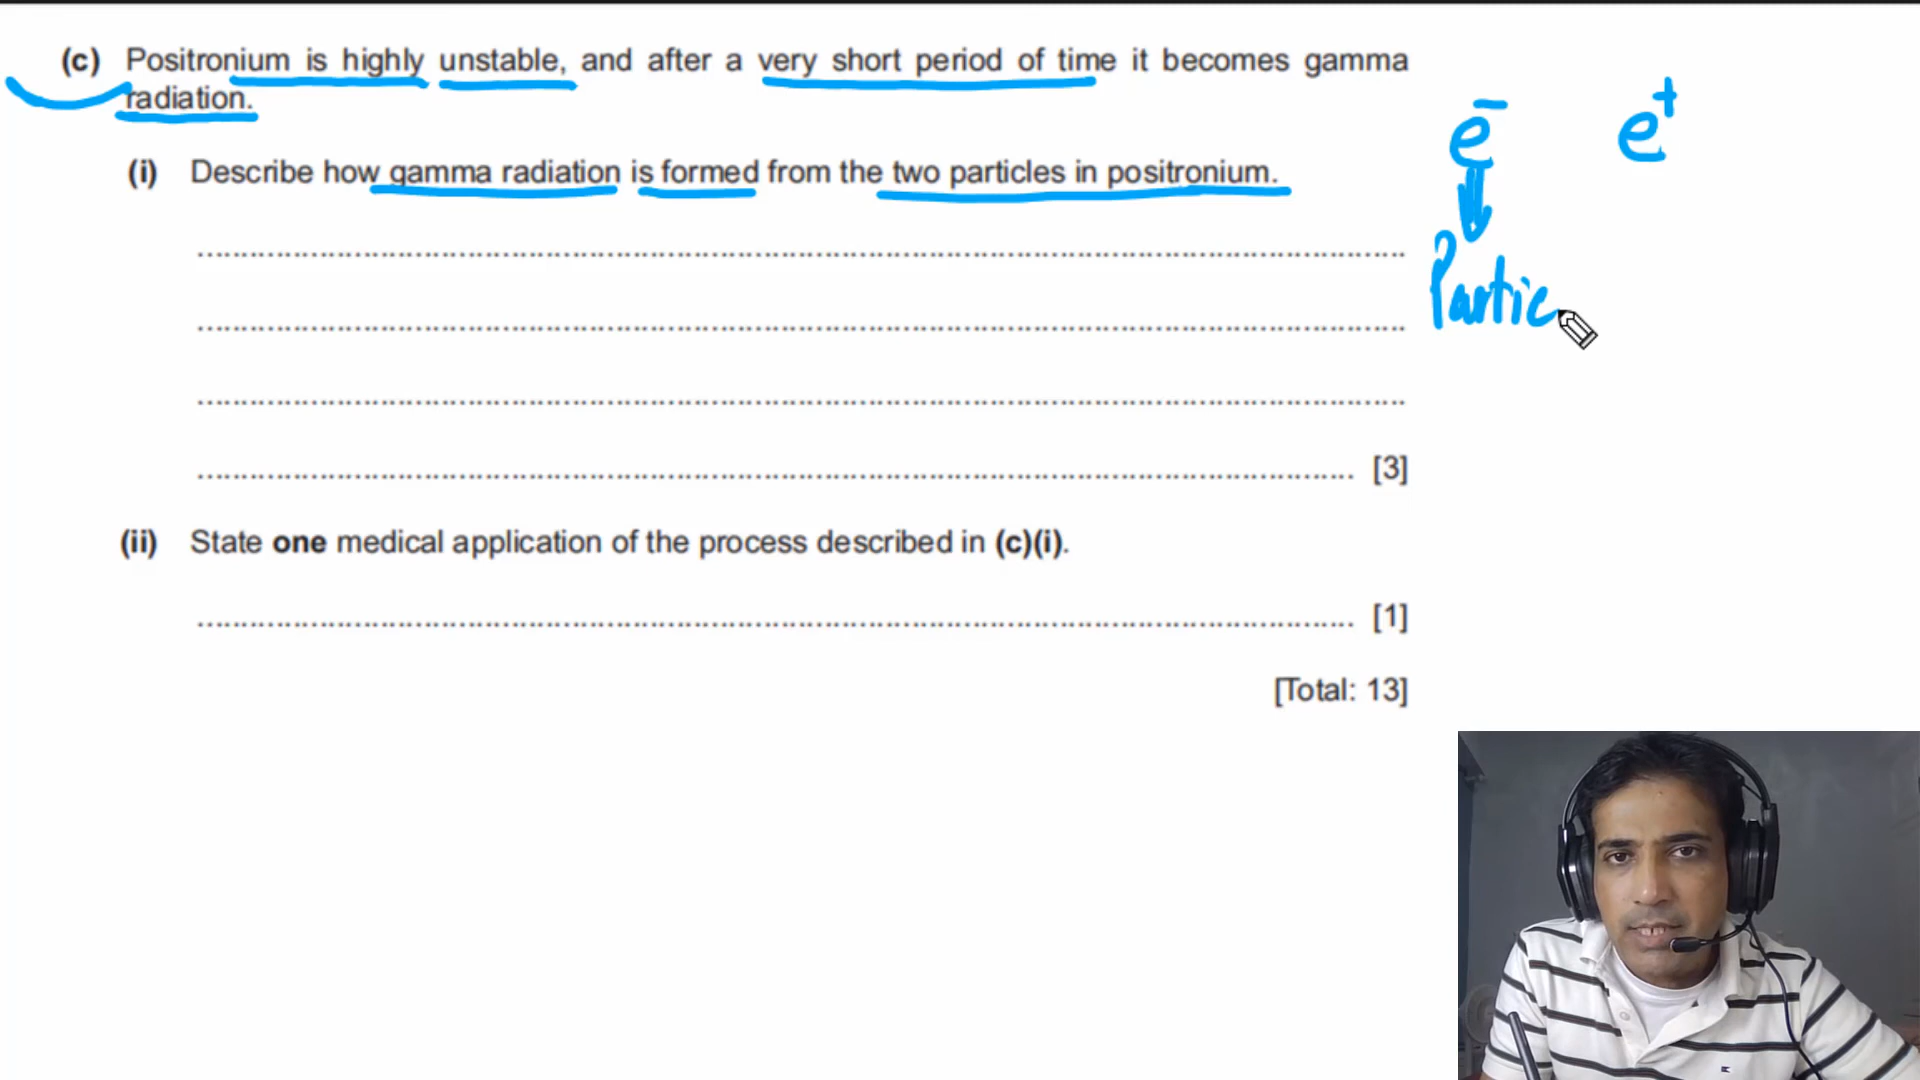 (c) Positronium is highly unstable, and after a very short period of time it becomes gamma
radiation.
e⁻ e⁺
(i) Describe how gamma radiation is formed from the two particles in positronium.
Partic
[3]
(ii) State one medical application of the process described in (c)(i).
[1]
[Total: 13]